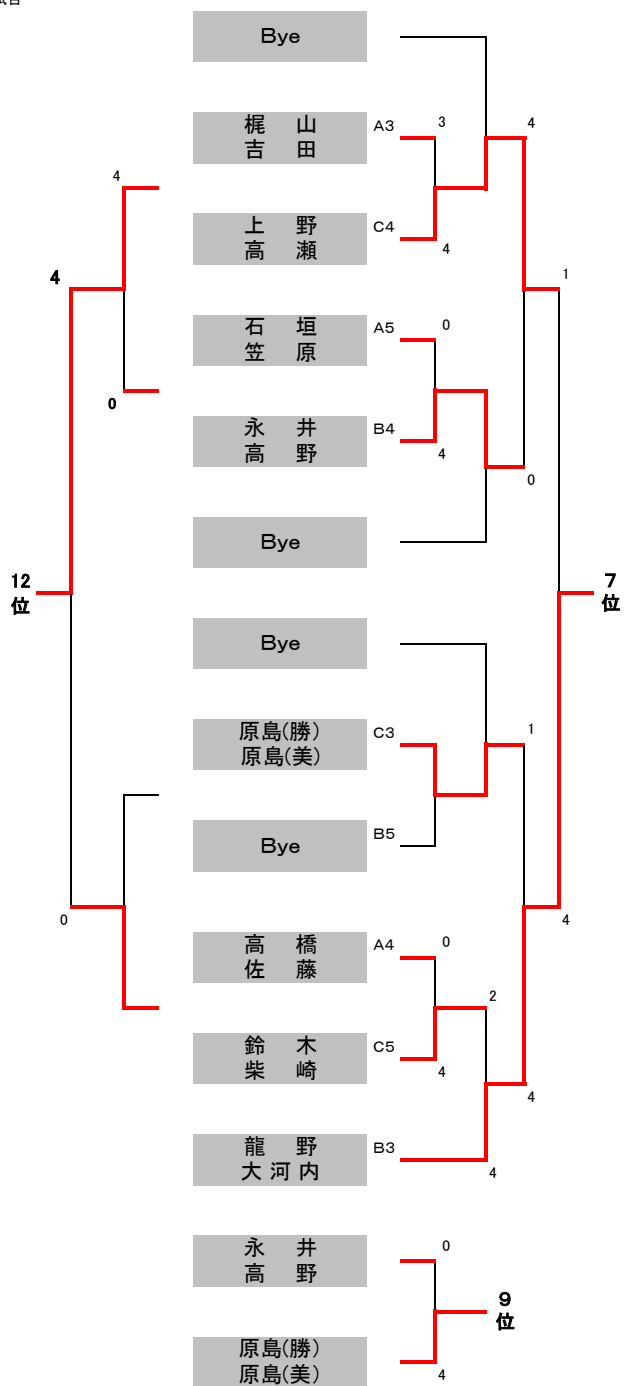 Bye
梶 山 A3 3 4
吉 田
4
上 野 C4
高 瀬 4
4 1
石 垣 A5 0
笠 原
0
永 井 B4
高 野 4
0
Bye
12
位
7
位
Bye
原島(勝) C3 1
原島(美)
Bye B5
0 4
高 橋 A4 0
佐 藤
2
鈴 木 C5
柴 崎 4
4
龍 野 B3
大 河 内 4
永 井 0
高 野
9
位
原島(勝)
原島(美) 4